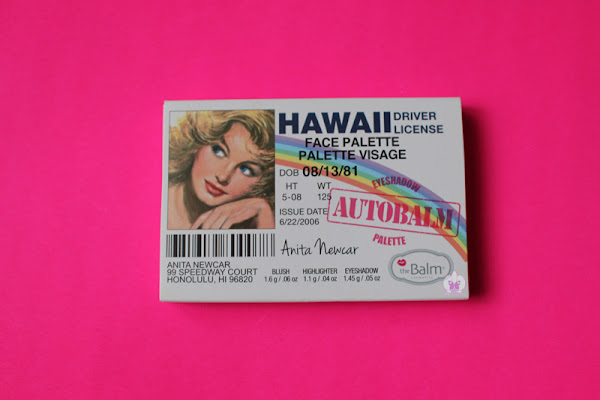 HAWAII DRIVER LICENSE
FACE PALETTE
PALETTE VISAGE
DOB 08/13/81
HT WT
5-08 125
ISSUE DATE
6/22/2006
EYESHADOW
AUTOBALM
PALETTE
Anita Newcar
ANITA NEWCAR
99 SPEEDWAY COURT
HONOLULU, HI 96820
BLUSH HIGHLIGHTER EYESHADOW
1.6 g / .06 oz 1.1 g / .04 oz 1.45 g / .05 oz
theBalm